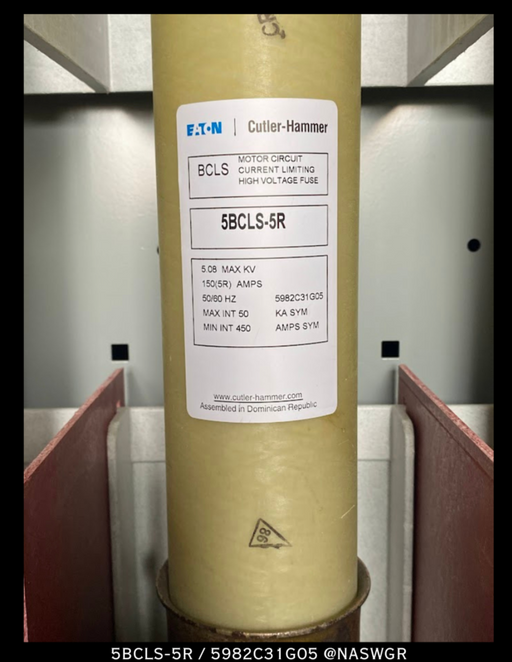 CB
EATON | Cutler-Hammer
BCLS
MOTOR CIRCUIT
CURRENT LIMITING
HIGH VOLTAGE FUSE
5BCLS-5R
5.08 MAX KV
150(5R) AMPS
50/60 HZ 5982C31G05
MAX INT 50 KA SYM
MIN INT 450 AMPS SYM
www.cutler-hammer.com
Assembled in Dominican Republic
86
5BCLS-5R / 5982C31G05 @NASWGR